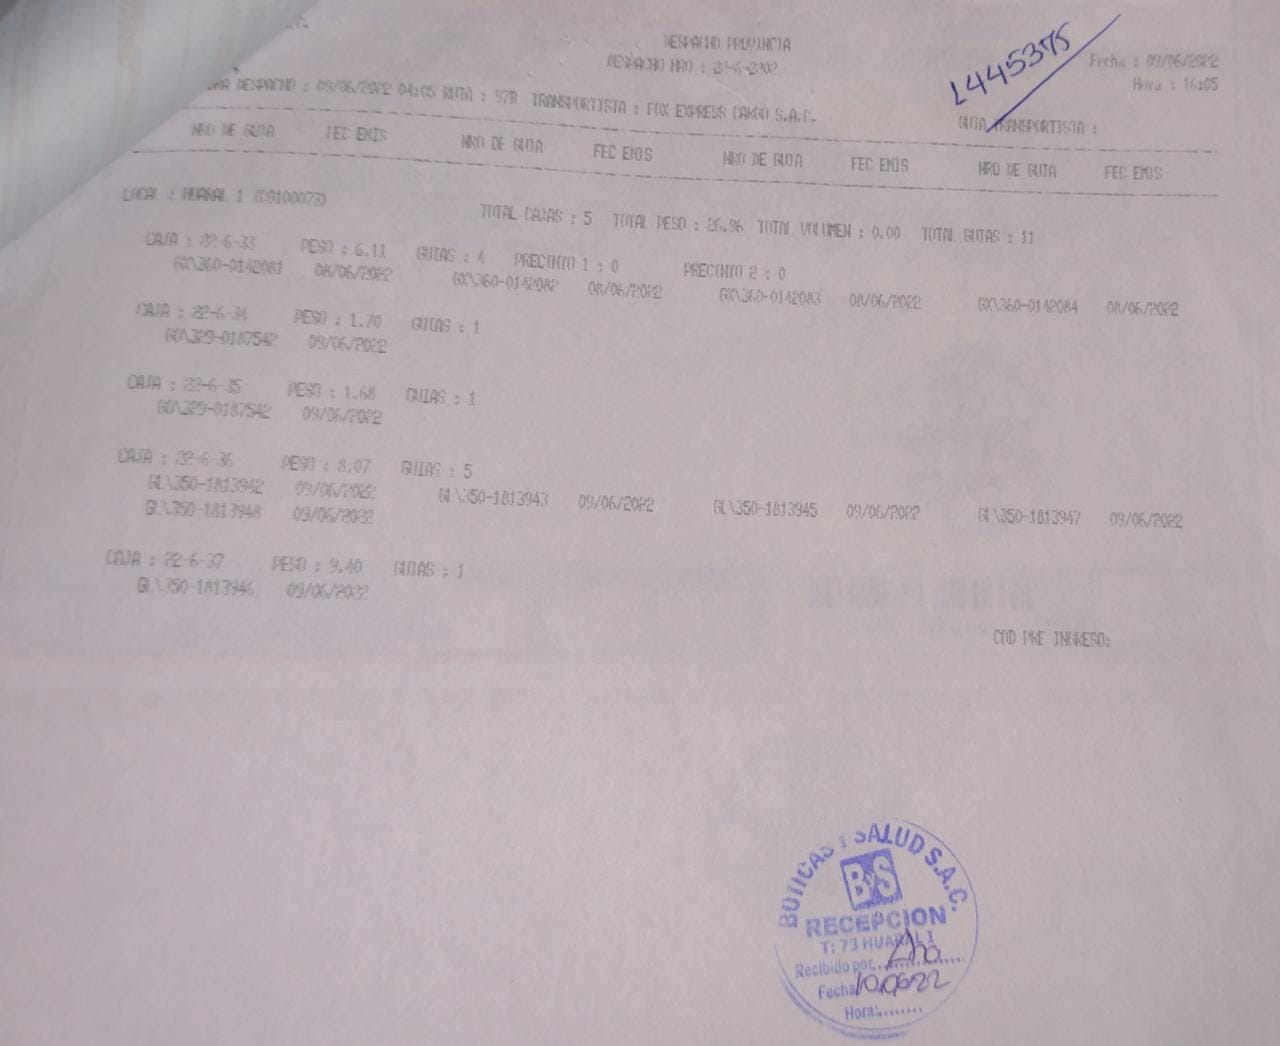 DESPACHO PROVINCIA
L445375
Fecha : 09/06/2022
DESPACHO NRO :
Hora : 16:05
DESPACHO : 09/06/2022 04:05 RUTA : 97B TRANSPORTISTA : FOX EXPRESS CARGO S.A.C.
GUIA TRANSPORTISTA :
NRO DE GUIA FEC EMIS NRO DE GUIA FEC EMIS NRO DE GUIA FEC EMIS NRO DE GUIA FEC EMIS
LOCAL : HUARAL 1 (C0100073) TOTAL CAJAS : 5 TOTAL PESO : 26.96 TOTAL VOLUMEN : 0.00 TOTAL GUIAS : 11
CAJA : 22-6-33 PESO : 6.11 GUIAS : 4 PRECINTO 1 : 0 PRECINTO 2 : 0
GX\360-0142081 08/06/2022 GX\360-0142082 08/06/2022 GX\360-0142083 08/06/2022 GX\360-0142084 08/06/2022
CAJA : 22-6-34 PESO : 1.70 GUIAS : 1
GO\329-0187542 09/06/2022
CAJA : 22-6-35 PESO : 1.68 GUIAS : 1
GO\329-0187542 09/06/2022
CAJA : 22-6-36 PESO : 8.07 GUIAS : 5
GL\350-1813942 09/06/2022 GL\350-1813943 09/06/2022 GL\350-1813945 09/06/2022 GL\350-1813947 09/06/2022
GL\350-1813948 09/06/2022
CAJA : 22-6-37 PESO : 9.40 GUIAS : 1
GL\350-1813946 09/06/2022
COD PRE INGRESO:
BOTICAS Y SALUD S.A.C.
B&S
RECEPCION
T: 73 HUARAL I
Recibido por
Fecha 10.06.22
Hora: